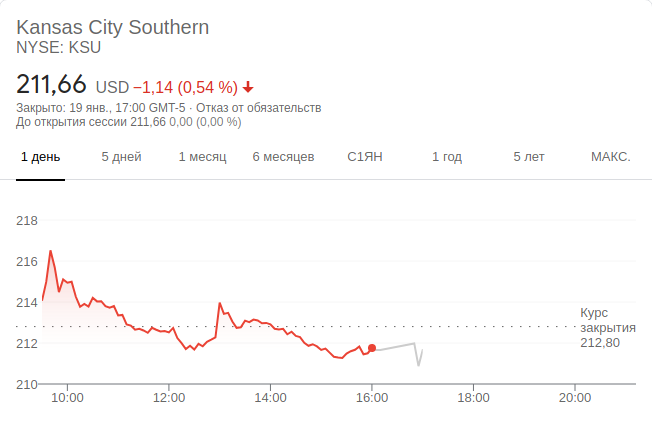 Kansas City Southern
NYSE: KSU
211,66 USD −1,14 (0,54 %)
Закрыто: 19 янв., 17:00 GMT-5 · Отказ от обязательств
До открытия сессии 211,66 0,00 (0,00 %)
1 день 5 дней 1 месяц 6 месяцев С1ЯН 1 год 5 лет МАКС.
218
216
214
Курс
закрытия
212,80
212
210
10:00 12:00 14:00 16:00 18:00 20:00